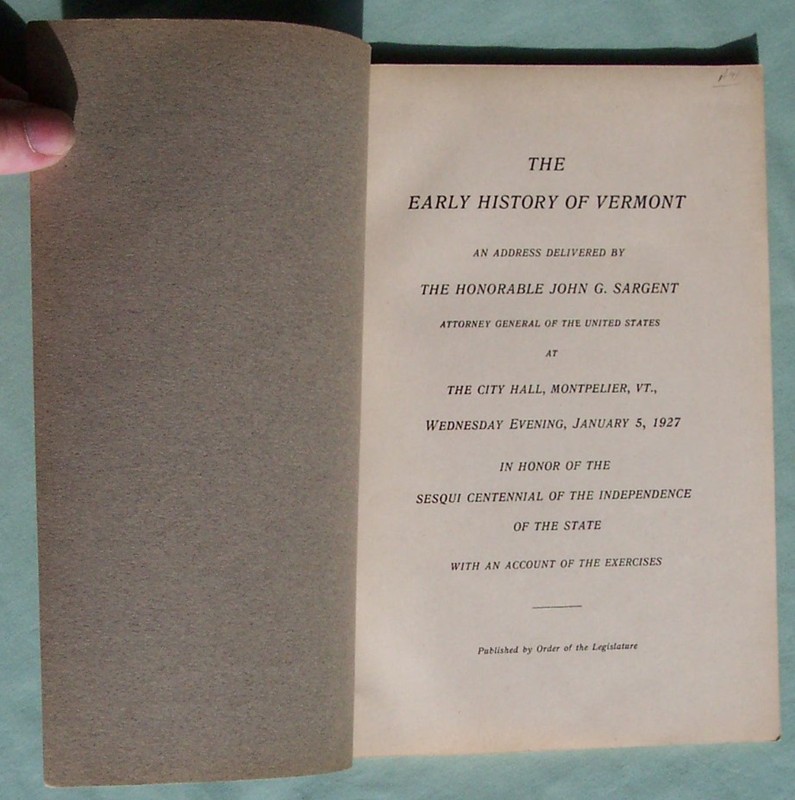 THE
EARLY HISTORY OF VERMONT
AN ADDRESS DELIVERED BY
THE HONORABLE JOHN G. SARGENT
ATTORNEY GENERAL OF THE UNITED STATES
AT
THE CITY HALL, MONTPELIER, VT.,
WEDNESDAY EVENING, JANUARY 5, 1927
IN HONOR OF THE
SESQUI CENTENNIAL OF THE INDEPENDENCE
OF THE STATE
WITH AN ACCOUNT OF THE EXERCISES
Published by Order of the Legislature